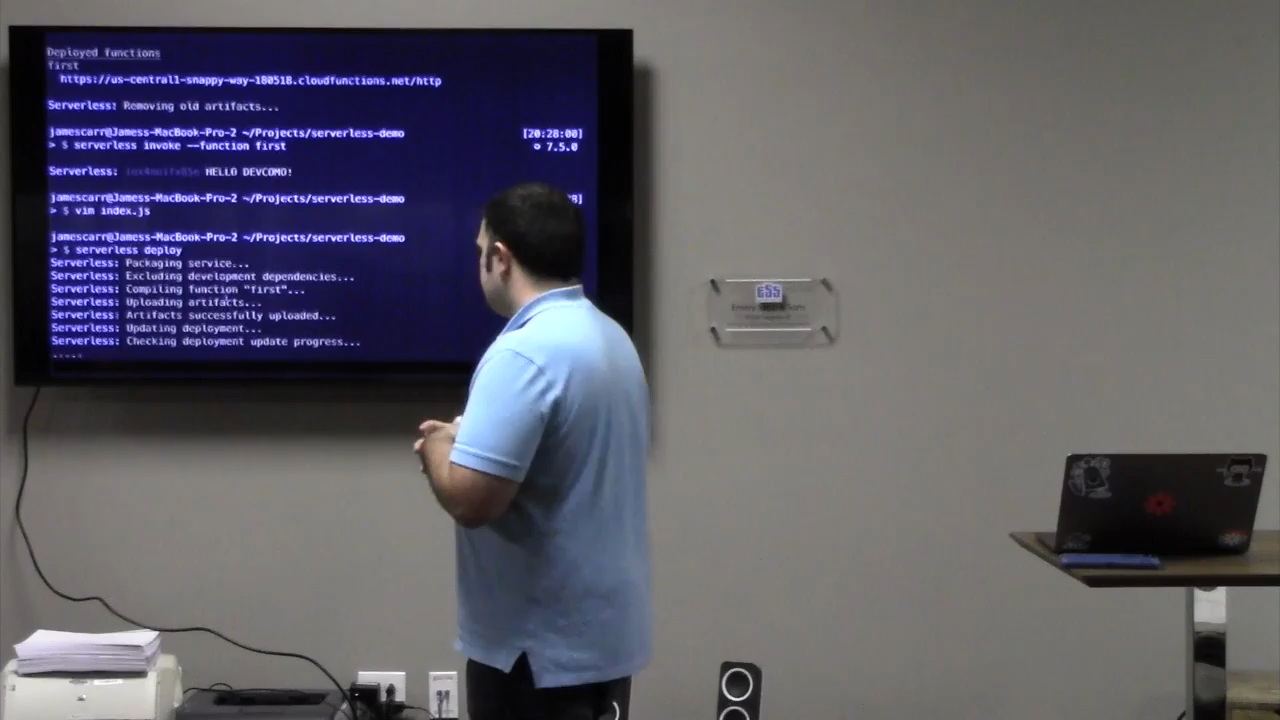 Deployed functions
first
https://us-central1-snappy-way-180518.cloudfunctions.net/http
Serverless: Removing old artifacts...
jamescarr@Jamess-MacBook-Pro-2 ~/Projects/serverless-demo [20:28:00]
> $ serverless invoke --function first 7.5.0
Serverless: HELLO DEVCOMO!
jamescarr@Jamess-MacBook-Pro-2 ~/Projects/serverless-demo
> $ vim index.js
jamescarr@Jamess-MacBook-Pro-2 ~/Projects/serverless-demo
> $ serverless deploy
Serverless: Packaging service...
Serverless: Excluding development dependencies...
Serverless: Compiling function "first"...
Serverless: Uploading artifacts...
Serverless: Artifacts successfully uploaded...
Serverless: Updating deployment...
Serverless: Checking deployment update progress...
.....
ESS